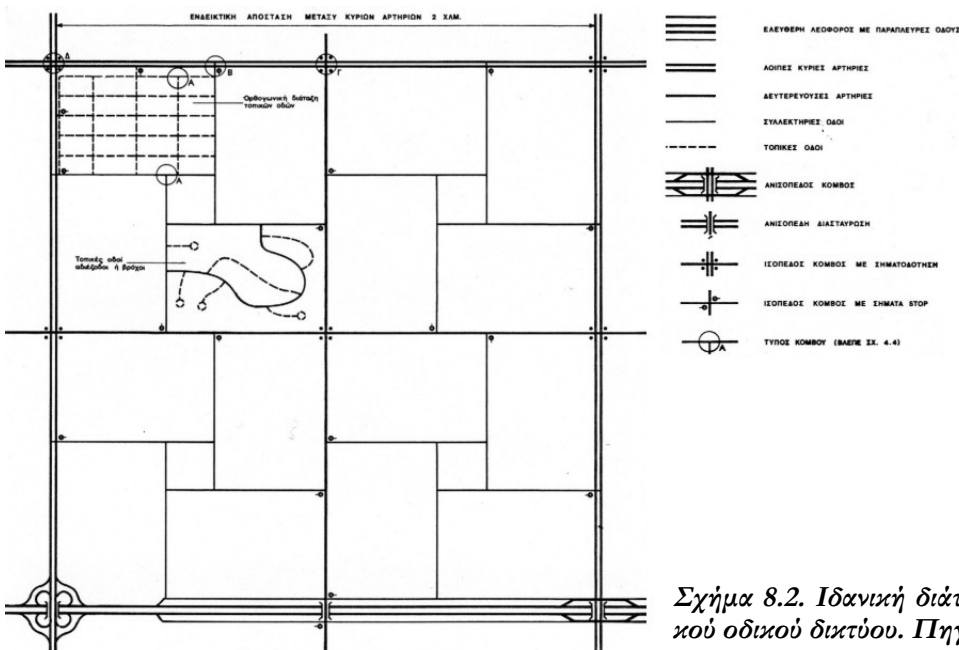 ΕΝΔΕΙΚΤΙΚΗ ΑΠΟΣΤΑΣΗ ΜΕΤΑΞΥ ΚΥΡΙΩΝ ΑΡΤΗΡΙΩΝ 2 ΧΛΜ.
Δ
Β
Γ
Α
Ορθογωνική διάταξη
τοπικών οδών
Α
Τοπικές οδοί
αδιέξοδοι ή βρόχοι
ΕΛΕΥΘΕΡΗ ΛΕΩΦΟΡΟΣ ΜΕ ΠΑΡΑΠΛΕΥΡΕΣ ΟΔΟΥΣ
ΛΟΙΠΕΣ ΚΥΡΙΕΣ ΑΡΤΗΡΙΕΣ
ΔΕΥΤΕΡΕΥΟΥΣΕΣ ΑΡΤΗΡΙΕΣ
ΣΥΛΛΕΚΤΗΡΙΕΣ ΟΔΟΙ
ΤΟΠΙΚΕΣ ΟΔΟΙ
ΑΝΙΣΟΠΕΔΟΣ ΚΟΜΒΟΣ
ΑΝΙΣΟΠΕΔΗ ΔΙΑΣΤΑΥΡΩΣΗ
ΙΣΟΠΕΔΟΣ ΚΟΜΒΟΣ ΜΕ ΣΗΜΑΤΟΔΟΤΗΣΗ
ΙΣΟΠΕΔΟΣ ΚΟΜΒΟΣ ΜΕ ΣΗΜΑΤΑ STOP
Α ΤΥΠΟΣ ΚΟΜΒΟΥ (ΒΛΕΠΕ ΣΧ. 4.4)
Σχήμα 8.2. Ιδανική διάτ
κού οδικού δικτύου. Πηγ